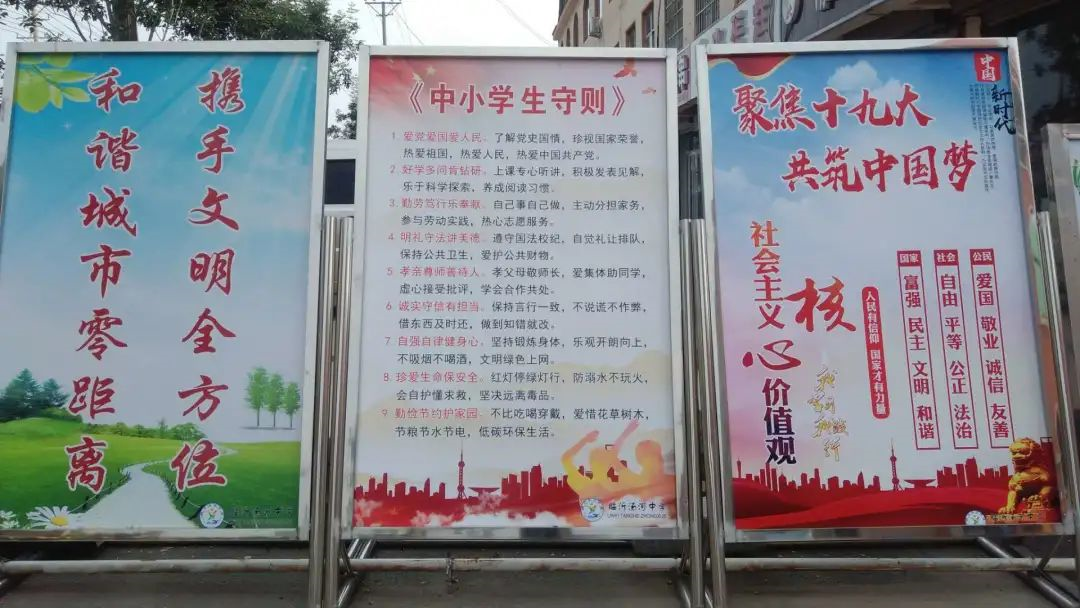 携手文明全方位
和谐城市零距离
《中小学生守则》
1. 爱党爱国爱人民。了解党史国情，珍视国家荣誉，
热爱祖国，热爱人民，热爱中国共产党。
2. 好学多问肯钻研。上课专心听讲，积极发表见解，
乐于科学探索，养成阅读习惯。
3. 勤劳笃行乐奉献。自己事自己做，主动分担家务，
参与劳动实践，热心志愿服务。
4. 明礼守法讲美德。遵守国法校纪，自觉礼让排队，
保持公共卫生，爱护公共财物。
5 孝亲尊师善待人。孝父母敬师长，爱集体助同学，
虚心接受批评，学会合作共处。
6. 诚实守信有担当。保持言行一致，不说谎不作弊，
借东西及时还，做到知错就改。
7 自强自律健身心。坚持锻炼身体，乐观开朗向上，
不吸烟不喝酒，文明绿色上网。
8. 珍爱生命保安全。红灯停绿灯行，防溺水不玩火，
会自护懂求救，坚决远离毒品。
9 勤俭节约护家园。不比吃喝穿戴，爱惜花草树木，
节粮节水节电，低碳环保生活。
中国
新时代
聚焦十九大
共筑中国梦
社会主义
核
心
价值观
人民有信仰 国家才有力量
国家
富强 民主 文明 和谐
社会
自由 平等 公正 法治
公民
爱国 敬业 诚信 友善